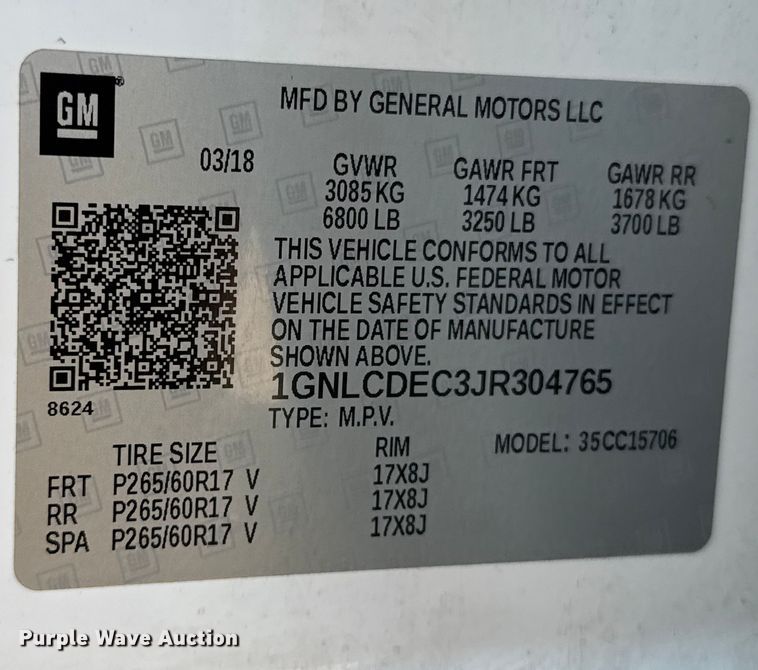 GM
MFD BY GENERAL MOTORS LLC
03/18
GVWR GAWR FRT GAWR RR
3085 KG 1474 KG 1678 KG
6800 LB 3250 LB 3700 LB
THIS VEHICLE CONFORMS TO ALL
APPLICABLE U.S. FEDERAL MOTOR
VEHICLE SAFETY STANDARDS IN EFFECT
ON THE DATE OF MANUFACTURE
SHOWN ABOVE.
1GNLCDEC3JR304765
8624
TYPE: M.P.V.
MODEL: 35CC15706
TIRE SIZE RIM
FRT P265/60R17 V 17X8J
RR P265/60R17 V 17X8J
SPA P265/60R17 V 17X8J
Purple Wave Auction